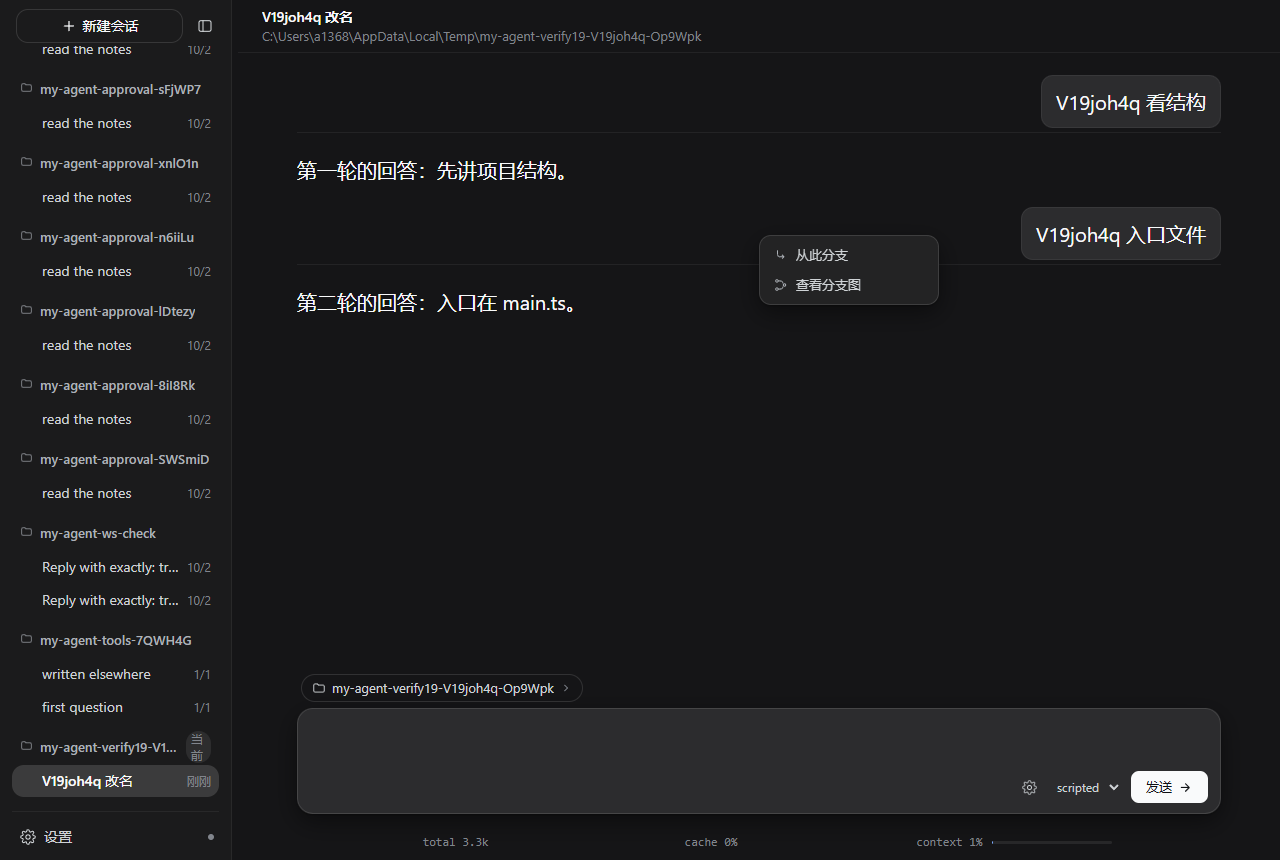 新建会话
read the notes 10/2
my-agent-approval-sFjWP7
read the notes 10/2
my-agent-approval-xnlO1n
read the notes 10/2
my-agent-approval-n6iiLu
read the notes 10/2
my-agent-approval-lDtezy
read the notes 10/2
my-agent-approval-8iI8Rk
read the notes 10/2
my-agent-approval-SWSmiD
read the notes 10/2
my-agent-ws-check
Reply with exactly: tr... 10/2
Reply with exactly: tr... 10/2
my-agent-tools-7QWH4G
written elsewhere 1/1
first question 1/1
my-agent-verify19-V1... 当前
V19joh4q 改名 刚刚
设置
V19joh4q 改名
C:\Users\a1368\AppData\Local\Temp\my-agent-verify19-V19joh4q-Op9Wpk
V19joh4q 看结构
第一轮的回答：先讲项目结构。
V19joh4q 入口文件
从此分支
查看分支图
第二轮的回答：入口在 main.ts。
my-agent-verify19-V19joh4q-Op9Wpk
scripted
发送
total 3.3k cache 0% context 1%